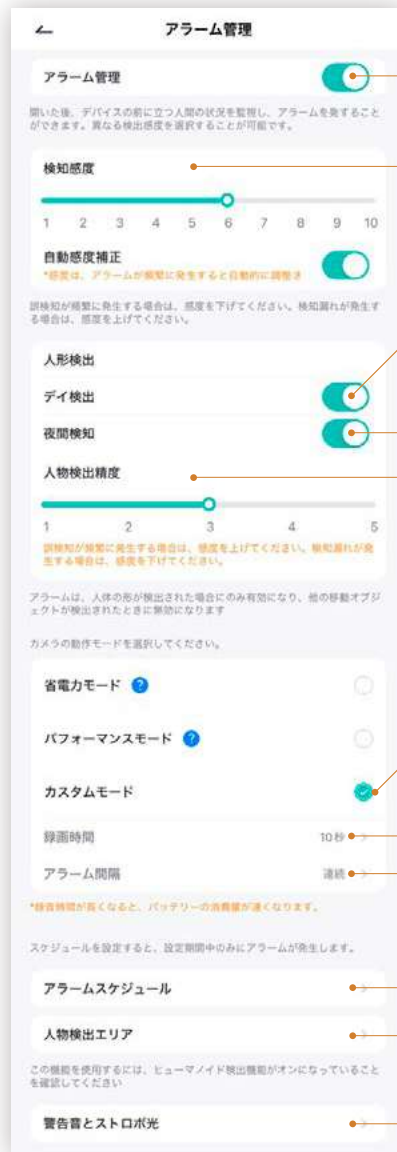 アラーム管理
アラーム管理
開いた後、デバイスの前に立つ人間の状況を監視し、アラームを発すること
ができます。異なる検出感度を選択することが可能です。
検知感度
1 2 3 4 5 6 7 8 9 10
自動感度補正
*感度は、アラームが頻繁に発生すると自動的に調整さ
誤検知が頻繁に発生する場合は、感度を下げてください。検知漏れが発生す
る場合は、感度を上げてください。
人形検出
デイ検出
夜間検知
人物検出精度
1 2 3 4 5
誤検知が頻繁に発生する場合は、感度を上げてください。検知漏れが発
生する場合は、感度を下げてください。
アラームは、人体の形が検出された場合にのみ有効になり、他の移動オブジ
ェクトが検出されたときに無効になります
カメラの動作モードを選択してください。
省電力モード ?
パフォーマンスモード ?
カスタムモード
録画時間 10秒 >
アラーム間隔 連続 >
*録音時間が長くなると、バッテリーの消費量が速くなります。
スケジュールを設定すると、設定期間中のみにアラームが発生します。
アラームスケジュール >
人物検出エリア >
この機能を使用するには、ヒューマノイド検出機能がオンになっていること
を確認してください
警告音とストロボ光 >